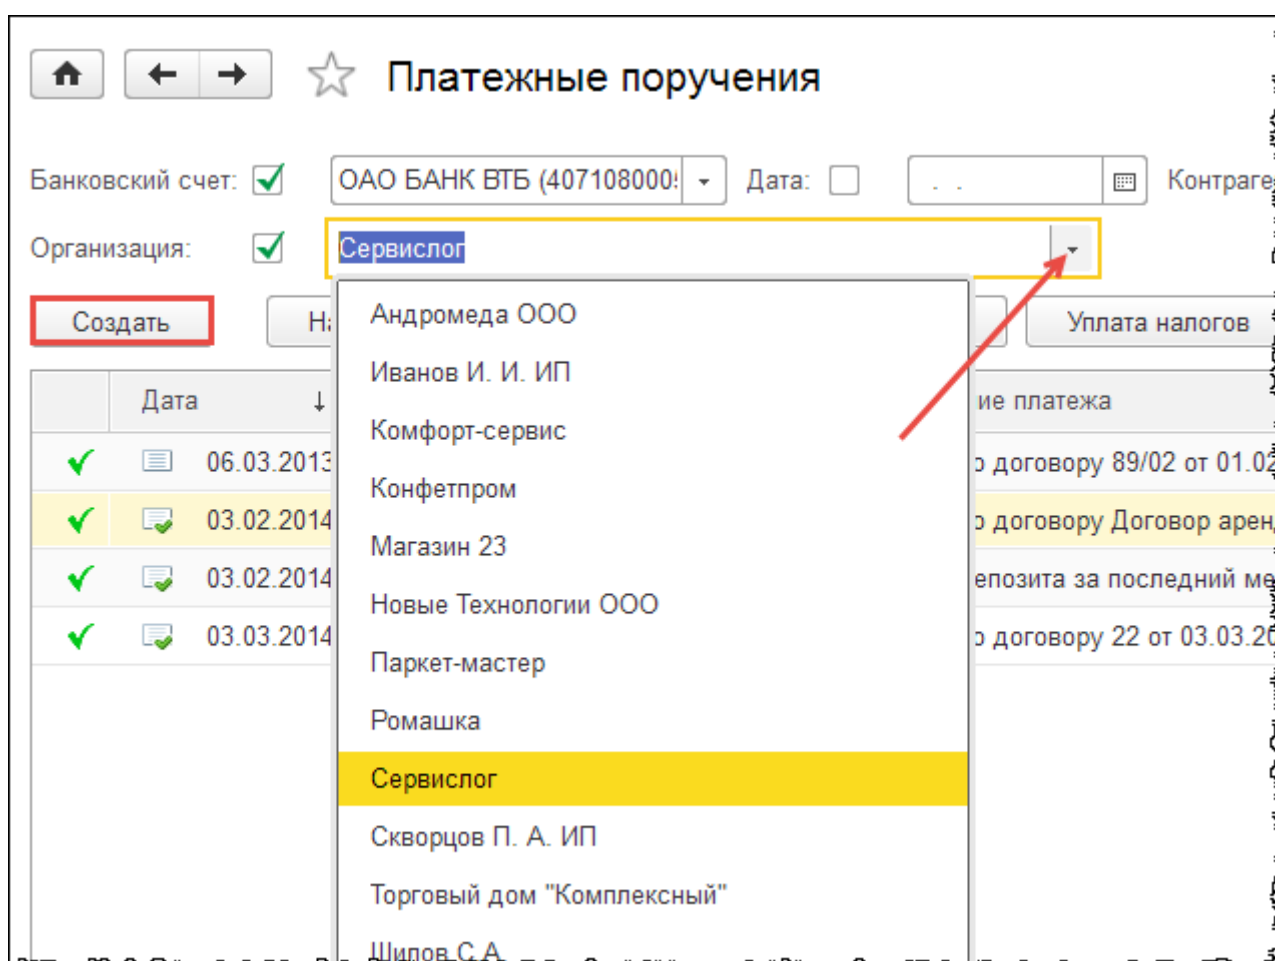 Платежные поручения
Банковский счет: ОАО БАНК ВТБ (407108000 Дата: . . Контраге
Организация: Сервислог
Создать На Уплата налогов
Дата ↓ ие платежа
06.03.2013 о договору 89/02 от 01.02
03.02.2014 о договору Договор арен
03.02.2014 епозита за последний ме
03.03.2014 о договору 22 от 03.03.20
Андромеда ООО
Иванов И. И. ИП
Комфорт-сервис
Конфетпром
Магазин 23
Новые Технологии ООО
Паркет-мастер
Ромашка
Сервислог
Скворцов П. А. ИП
Торговый дом "Комплексный"